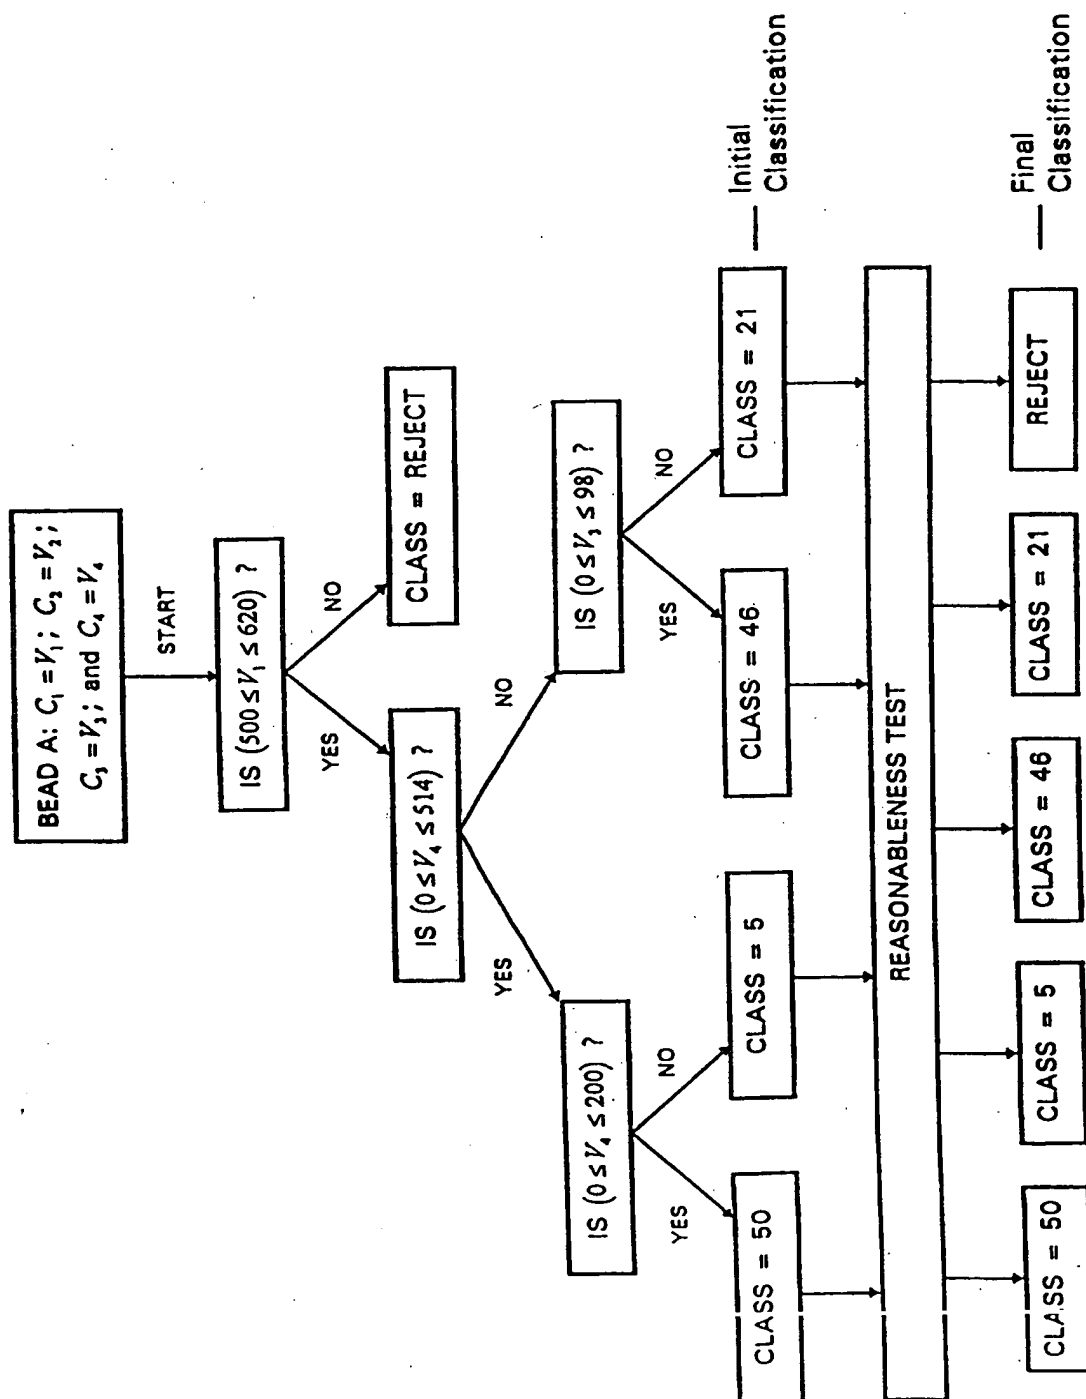 BEAD A: C₁ = V₁; C₂ = V₂;
C₃ = V₃; and C₄ = V₄
START
IS (500 ≤ V₁ ≤ 620) ?
YES
NO
IS (0 ≤ V₄ ≤ 514) ?
CLASS = REJECT
YES
NO
IS (0 ≤ V₄ ≤ 200) ?
IS (0 ≤ V₃ ≤ 98) ?
YES
NO
YES
NO
CLASS = 50
CLASS = 5
CLASS = 46
CLASS = 21
Initial
Classification
REASONABLENESS TEST
CLASS = 50
CLASS = 5
CLASS = 46
CLASS = 21
REJECT
Final
Classification